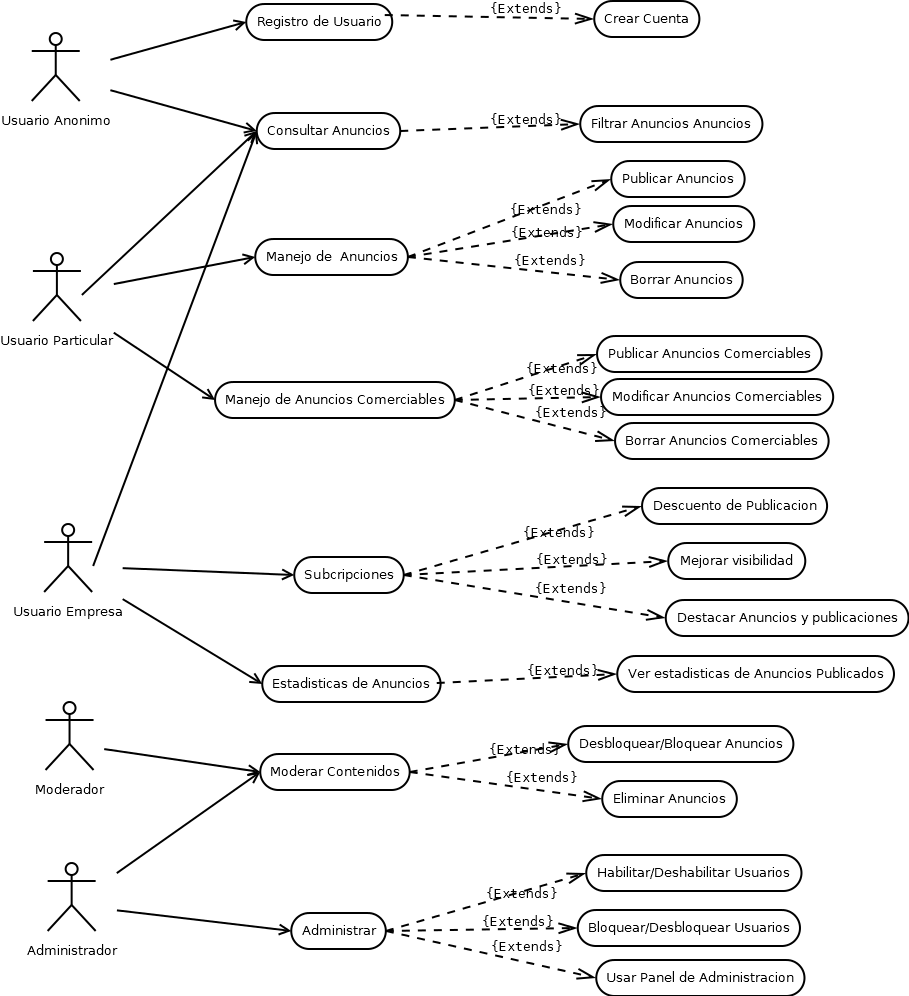 Registro de Usuario
{Extends}
Crear Cuenta
Usuario Anonimo
Consultar Anuncios
{Extends}
Filtrar Anuncios Anuncios
Publicar Anuncios
{Extends}
Modificar Anuncios
{Extends}
Manejo de  Anuncios
{Extends}
Borrar Anuncios
Usuario Particular
Publicar Anuncios Comerciables
{Extends}
Manejo de Anuncios Comerciables
{Extends}
Modificar Anuncios Comerciables
{Extends}
Borrar Anuncios Comerciables
Descuento de Publicacion
{Extends}
Mejorar visibilidad
{Extends}
Subcripciones
{Extends}
Destacar Anuncios y publicaciones
Usuario Empresa
Estadisticas de Anuncios
{Extends}
Ver estadisticas de Anuncios Publicados
Desbloquear/Bloquear Anuncios
{Extends}
Moderar Contenidos
{Extends}
Eliminar Anuncios
Moderador
Habilitar/Deshabilitar Usuarios
{Extends}
Administrar
{Extends}
Bloquear/Desbloquear Usuarios
{Extends}
Usar Panel de Administracion
Administrador